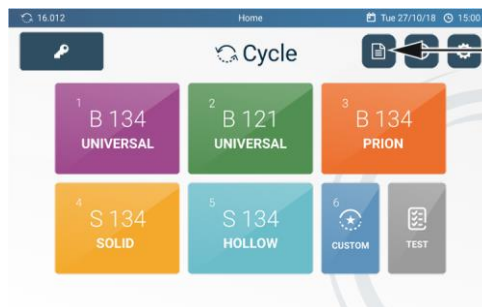 16.012 Home Tue 27/10/18 15:00
Cycle
1 2 3
B 134 B 121 B 134
UNIVERSAL UNIVERSAL PRION
4 5 6
S 134 S 134
SOLID HOLLOW CUSTOM TEST